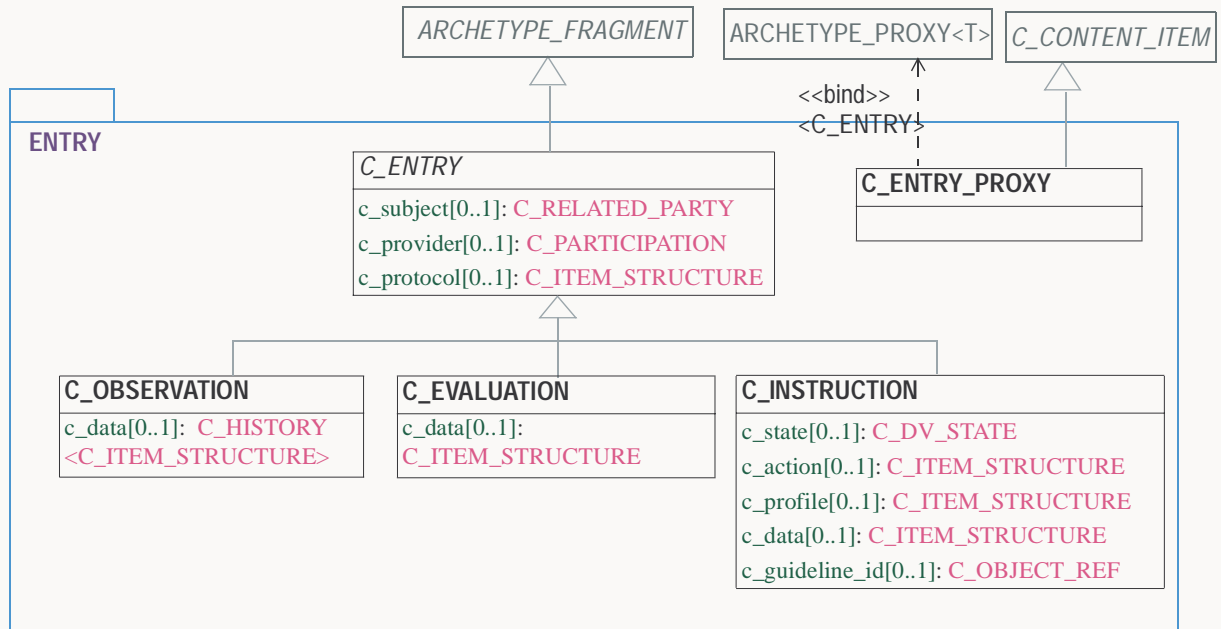 ARCHETYPE_FRAGMENT
ARCHETYPE_PROXY<T>
C_CONTENT_ITEM
<<bind>>
<C_ENTRY>
ENTRY
C_ENTRY
c_subject[0..1]: C_RELATED_PARTY
c_provider[0..1]: C_PARTICIPATION
c_protocol[0..1]: C_ITEM_STRUCTURE
C_ENTRY_PROXY
C_OBSERVATION
c_data[0..1]: C_HISTORY
<C_ITEM_STRUCTURE>
C_EVALUATION
c_data[0..1]:
C_ITEM_STRUCTURE
C_INSTRUCTION
c_state[0..1]: C_DV_STATE
c_action[0..1]: C_ITEM_STRUCTURE
c_profile[0..1]: C_ITEM_STRUCTURE
c_data[0..1]: C_ITEM_STRUCTURE
c_guideline_id[0..1]: C_OBJECT_REF